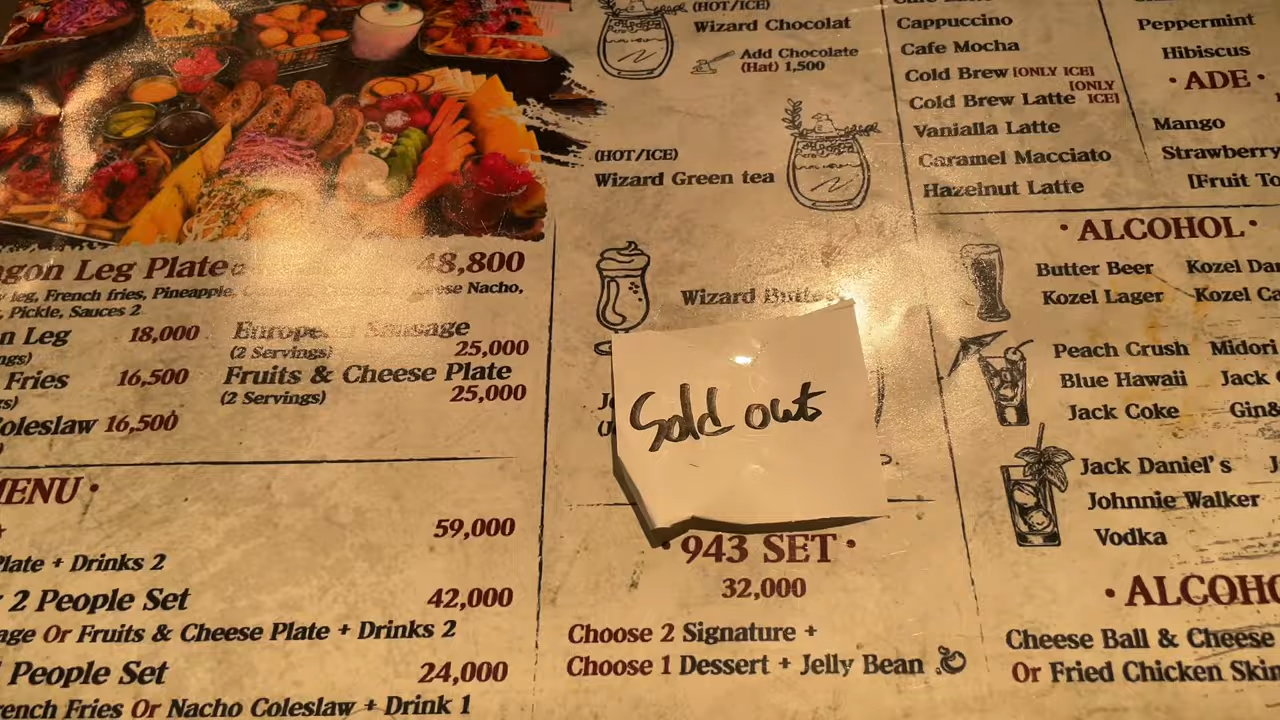 agon Leg Plate
48,800
leg, French fries, Pineapple,
ese Nacho,
, Pickle, Sauces 2
n Leg 18,000
ngs)
Fries 16,500
gs)
oleslaw 16,500
European Sausage
(2 Servings) 25,000
Fruits & Cheese Plate
(2 Servings) 25,000
MENU •
59,000
Plate + Drinks 2
2 People Set 42,000
age Or Fruits & Cheese Plate + Drinks 2
People Set 24,000
rench Fries Or Nacho Coleslaw + Drink 1
(HOT/ICE)
Wizard Chocolat
Add Chocolate
(Hat) 1,500
(HOT/ICE)
Wizard Green tea
Wizard Butte
Sold out
• 943 SET •
32,000
Choose 2 Signature +
Choose 1 Dessert + Jelly Bean
Cappuccino
Cafe Mocha
Cold Brew [ONLY ICE]
Cold Brew Latte [ONLY ICE]
Vanialla Latte
Caramel Macciato
Hazelnut Latte
Peppermint
Hibiscus
• ADE •
Mango
Strawberry
[Fruit To
• ALCOHOL •
Butter Beer Kozel Dar
Kozel Lager Kozel Ca
Peach Crush Midori
Blue Hawaii Jack
Jack Coke Gin&
Jack Daniel's J
Johnnie Walker
Vodka
• ALCOHO
Cheese Ball & Cheese
Or Fried Chicken Skin